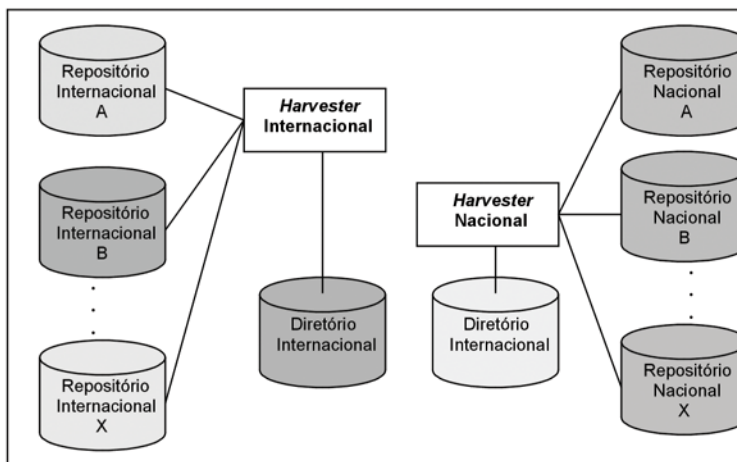 Repositório
Internacional
A
Harvester
Internacional
Repositório
Nacional
A
Repositório
Internacional
B
Harvester
Nacional
Repositório
Nacional
B
Diretório
Internacional
Diretório
Internacional
Repositório
Internacional
X
Repositório
Nacional
X